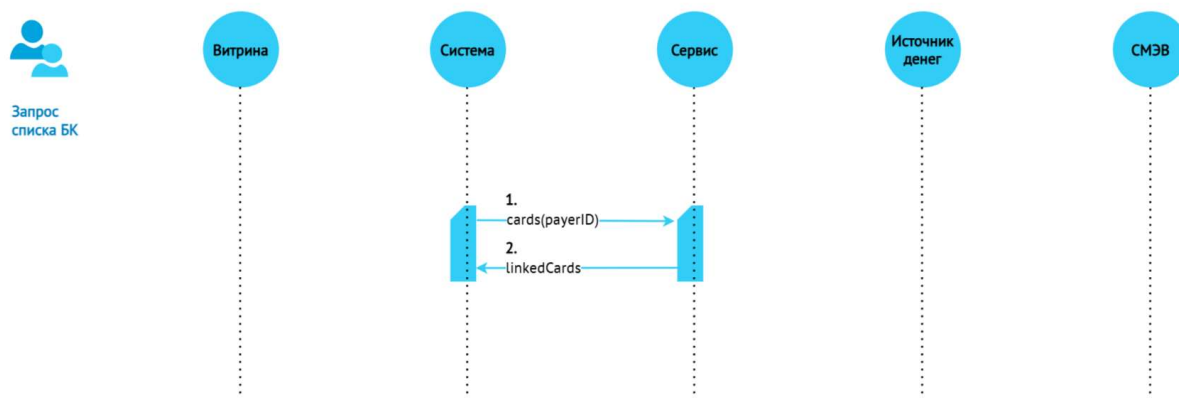 Запрос
списка БК
Витрина
Система
Сервис
Источник
денег
СМЭВ
1.
cards(payerID)
2.
linkedCards